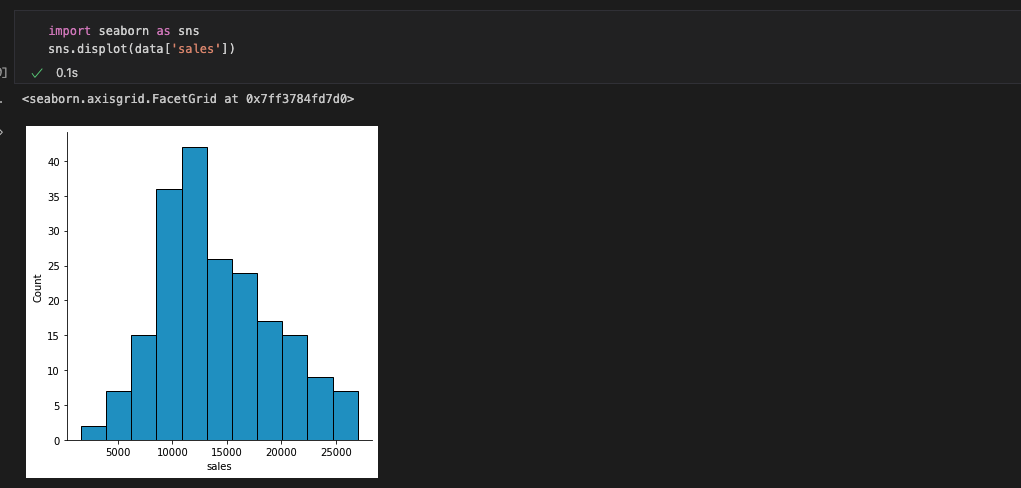 import seaborn as sns
sns.displot(data['sales'])
0.1s
<seaborn.axisgrid.FacetGrid at 0x7ff3784fd7d0>
40
35
30
25
20
15
10
5
0
Count
5000 10000 15000 20000 25000
sales